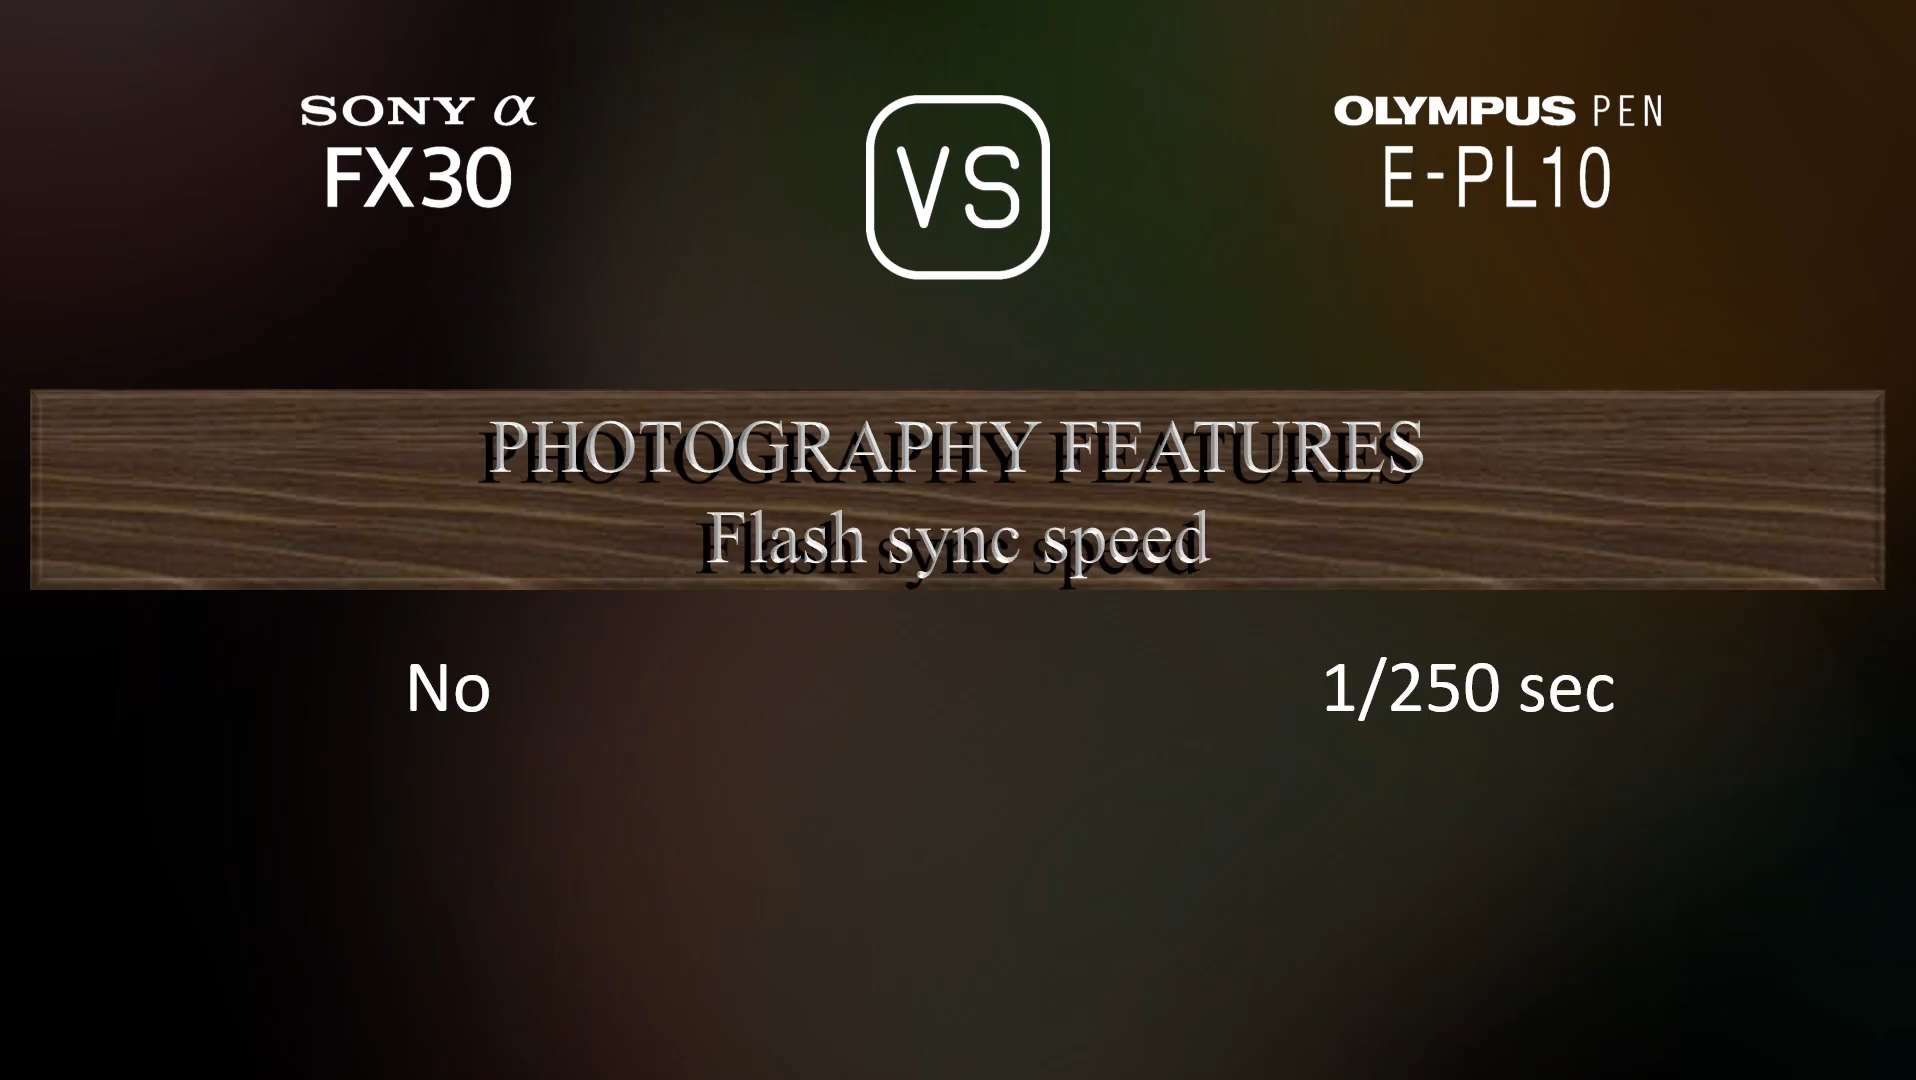 SONY α
FX30
VS
OLYMPUS PEN
E-PL10
PHOTOGRAPHY FEATURES
Flash sync speed
No
1/250 sec